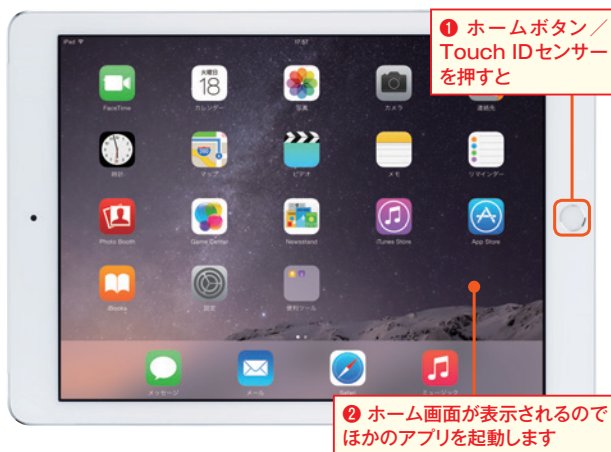 ❶ ホームボタン／
Touch IDセンサー
を押すと
iPad
17:57
火曜日
18
FaceTime
カレンダー
写真
カメラ
連絡先
280
時計
マップ
ビデオ
メモ
リマインダー
Photo Booth
Game Center
Newsstand
iTunes Store
App Store
iBooks
設定
便利ツール
メッセージ
メール
Safari
ミュージック
❷ ホーム画面が表示されるので
ほかのアプリを起動します